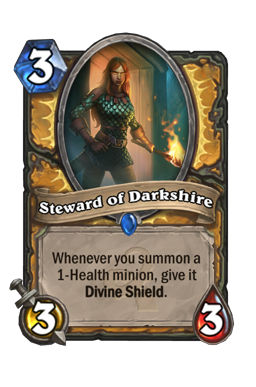 3
Steward of Darkshire
Whenever you summon a
1-Health minion, give it
Divine Shield.
3
3